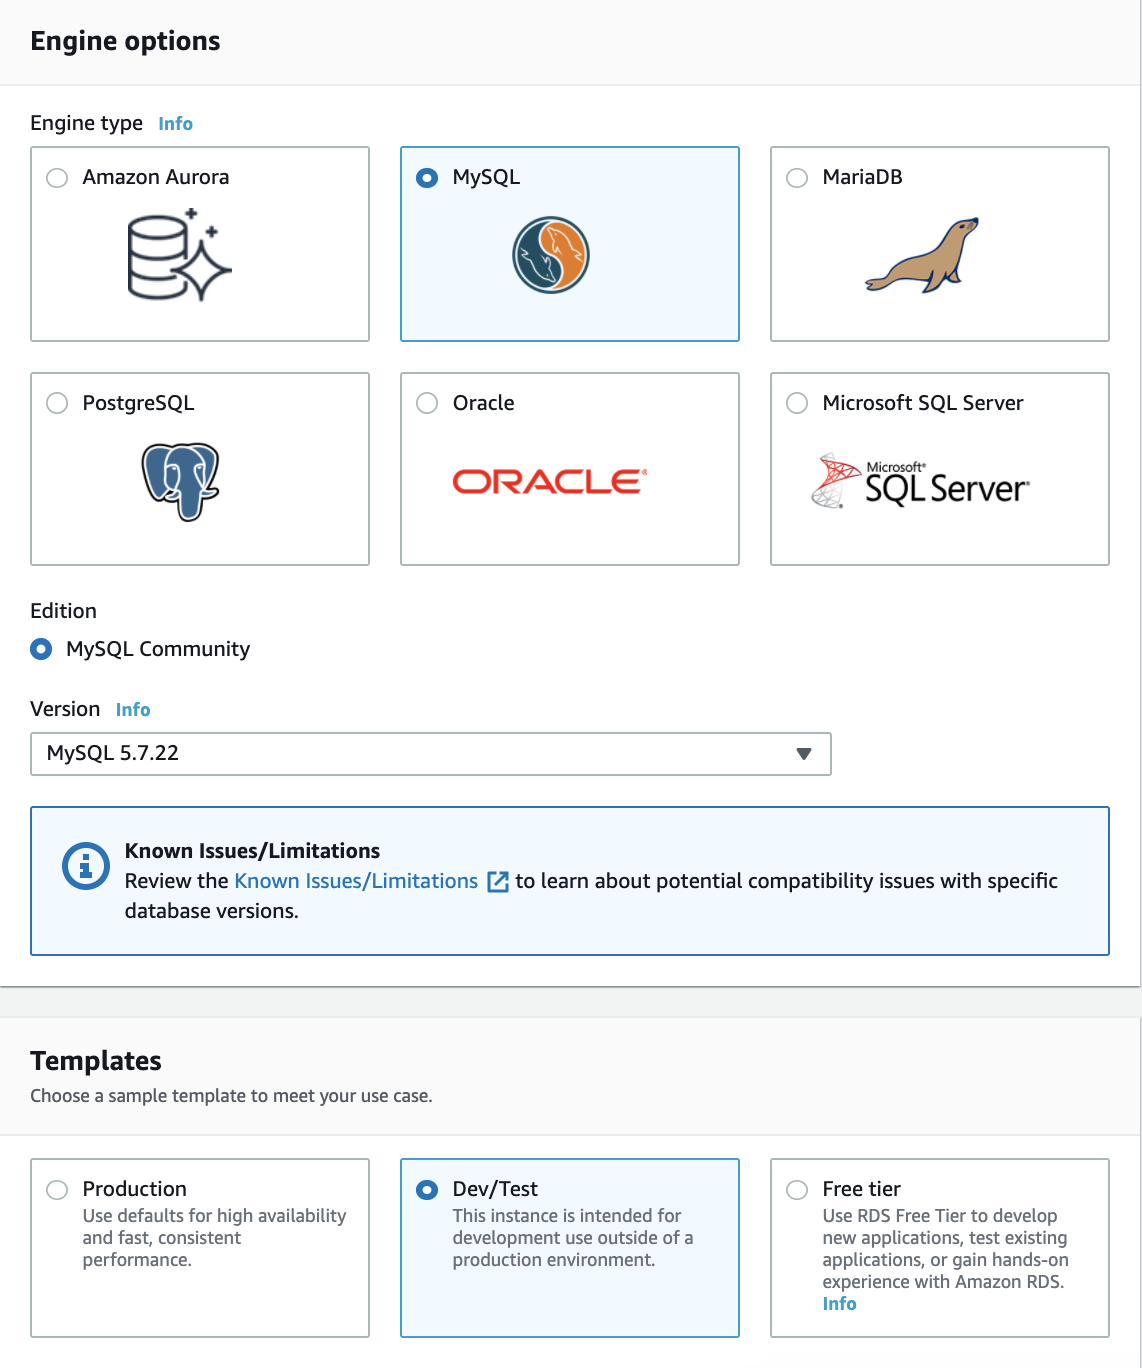 Engine options
Engine type Info
Amazon Aurora
MySQL
MariaDB
PostgreSQL
Oracle
ORACLE®
Microsoft SQL Server
Microsoft®
SQL Server®
Edition
MySQL Community
Version Info
MySQL 5.7.22
Known Issues/Limitations
Review the Known Issues/Limitations to learn about potential compatibility issues with specific
database versions.
Templates
Choose a sample template to meet your use case.
Production
Use defaults for high availability
and fast, consistent
performance.
Dev/Test
This instance is intended for
development use outside of a
production environment.
Free tier
Use RDS Free Tier to develop
new applications, test existing
applications, or gain hands-on
experience with Amazon RDS.
Info